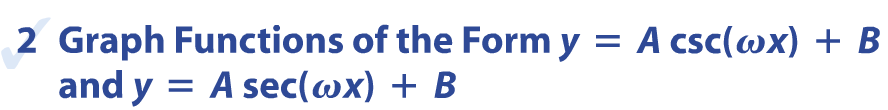 2 Graph Functions of the Form y = A csc(ωx) + B
and y = A sec(ωx) + B